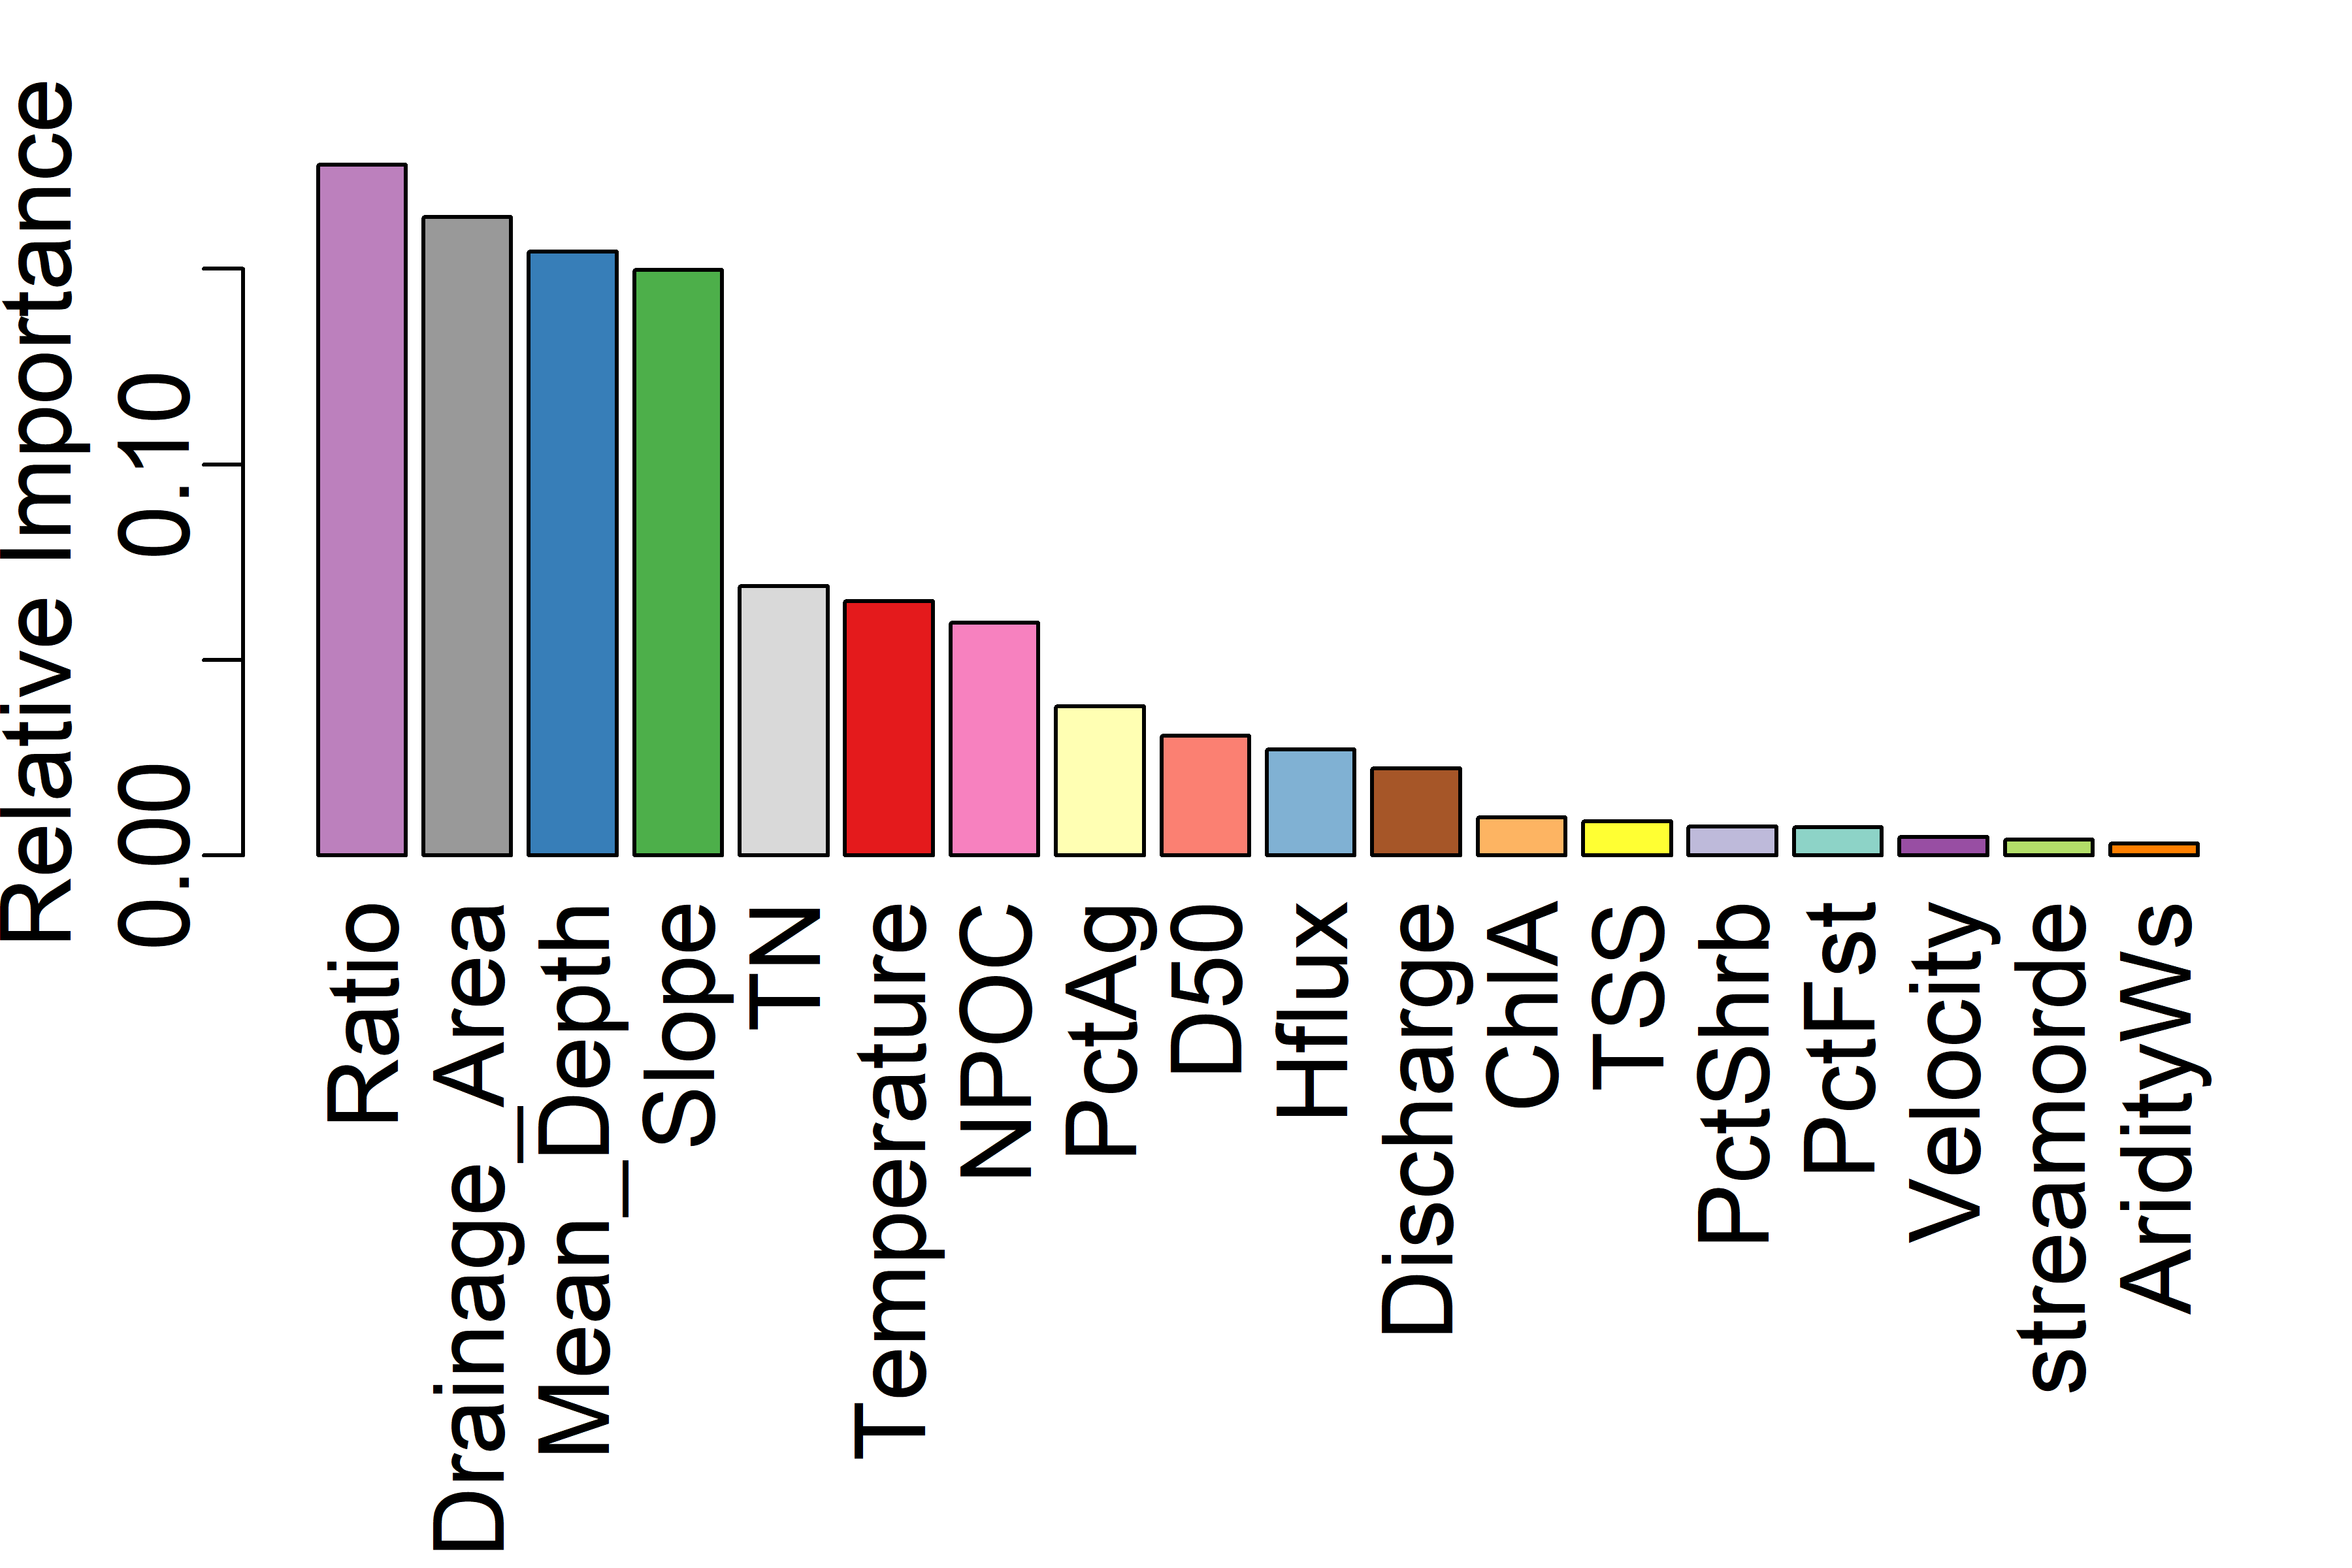 Relative Importance
0.10
0.00
Ratio
Drainage_Area
Mean_Depth
Slope
TN
Temperature
NPOC
PctAg
D50
Hflux
Discharge
ChlA
TSS
PctShrb
PctFst
Velocity
streamorde
AridityWs